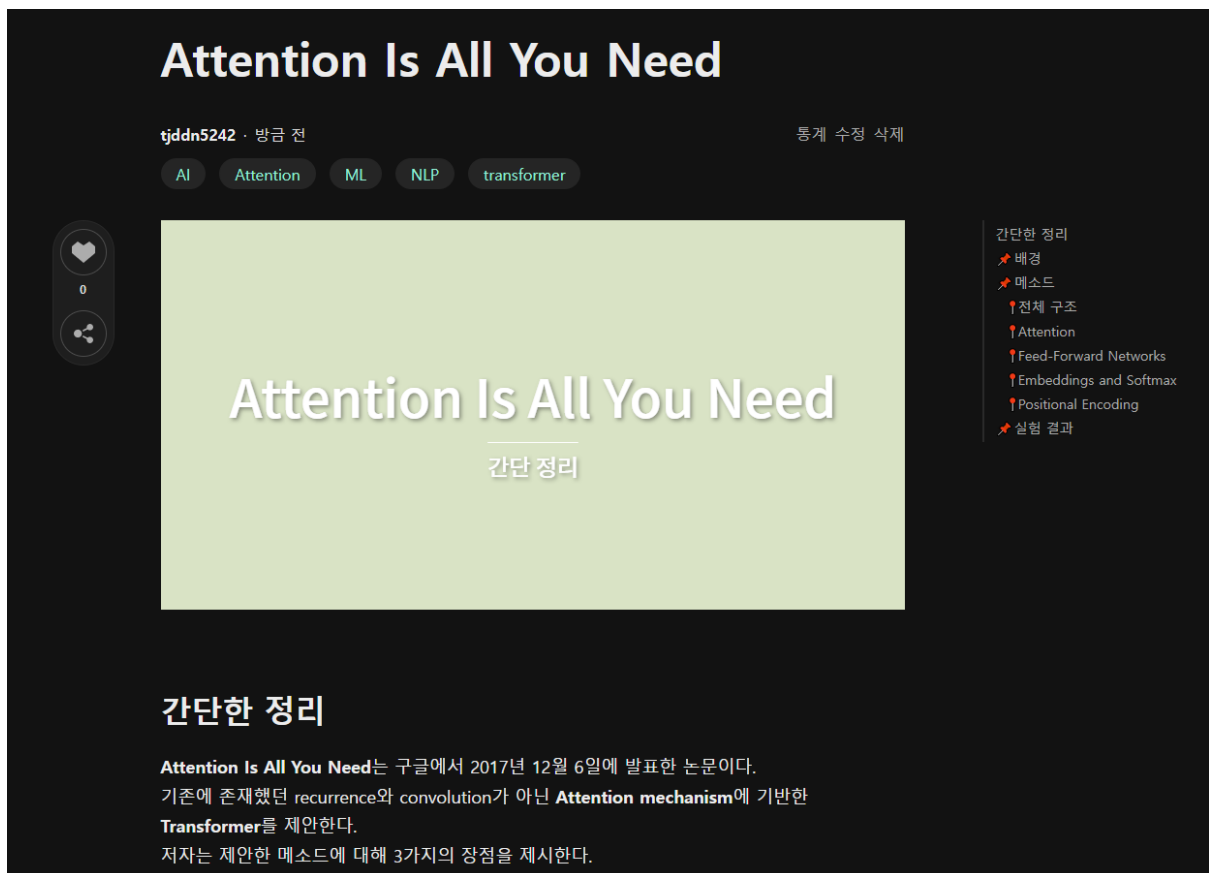 Attention Is All You Need
tjddn5242 · 방금 전
통계 수정 삭제
AI Attention ML NLP transformer
0
Attention Is All You Need
간단 정리
간단한 정리
배경
메소드
전체 구조
Attention
Feed-Forward Networks
Embeddings and Softmax
Positional Encoding
실험 결과
간단한 정리
Attention Is All You Need는 구글에서 2017년 12월 6일에 발표한 논문이다.
기존에 존재했던 recurrence와 convolution가 아닌 Attention mechanism에 기반한
Transformer를 제안한다.
저자는 제안한 메소드에 대해 3가지의 장점을 제시한다.